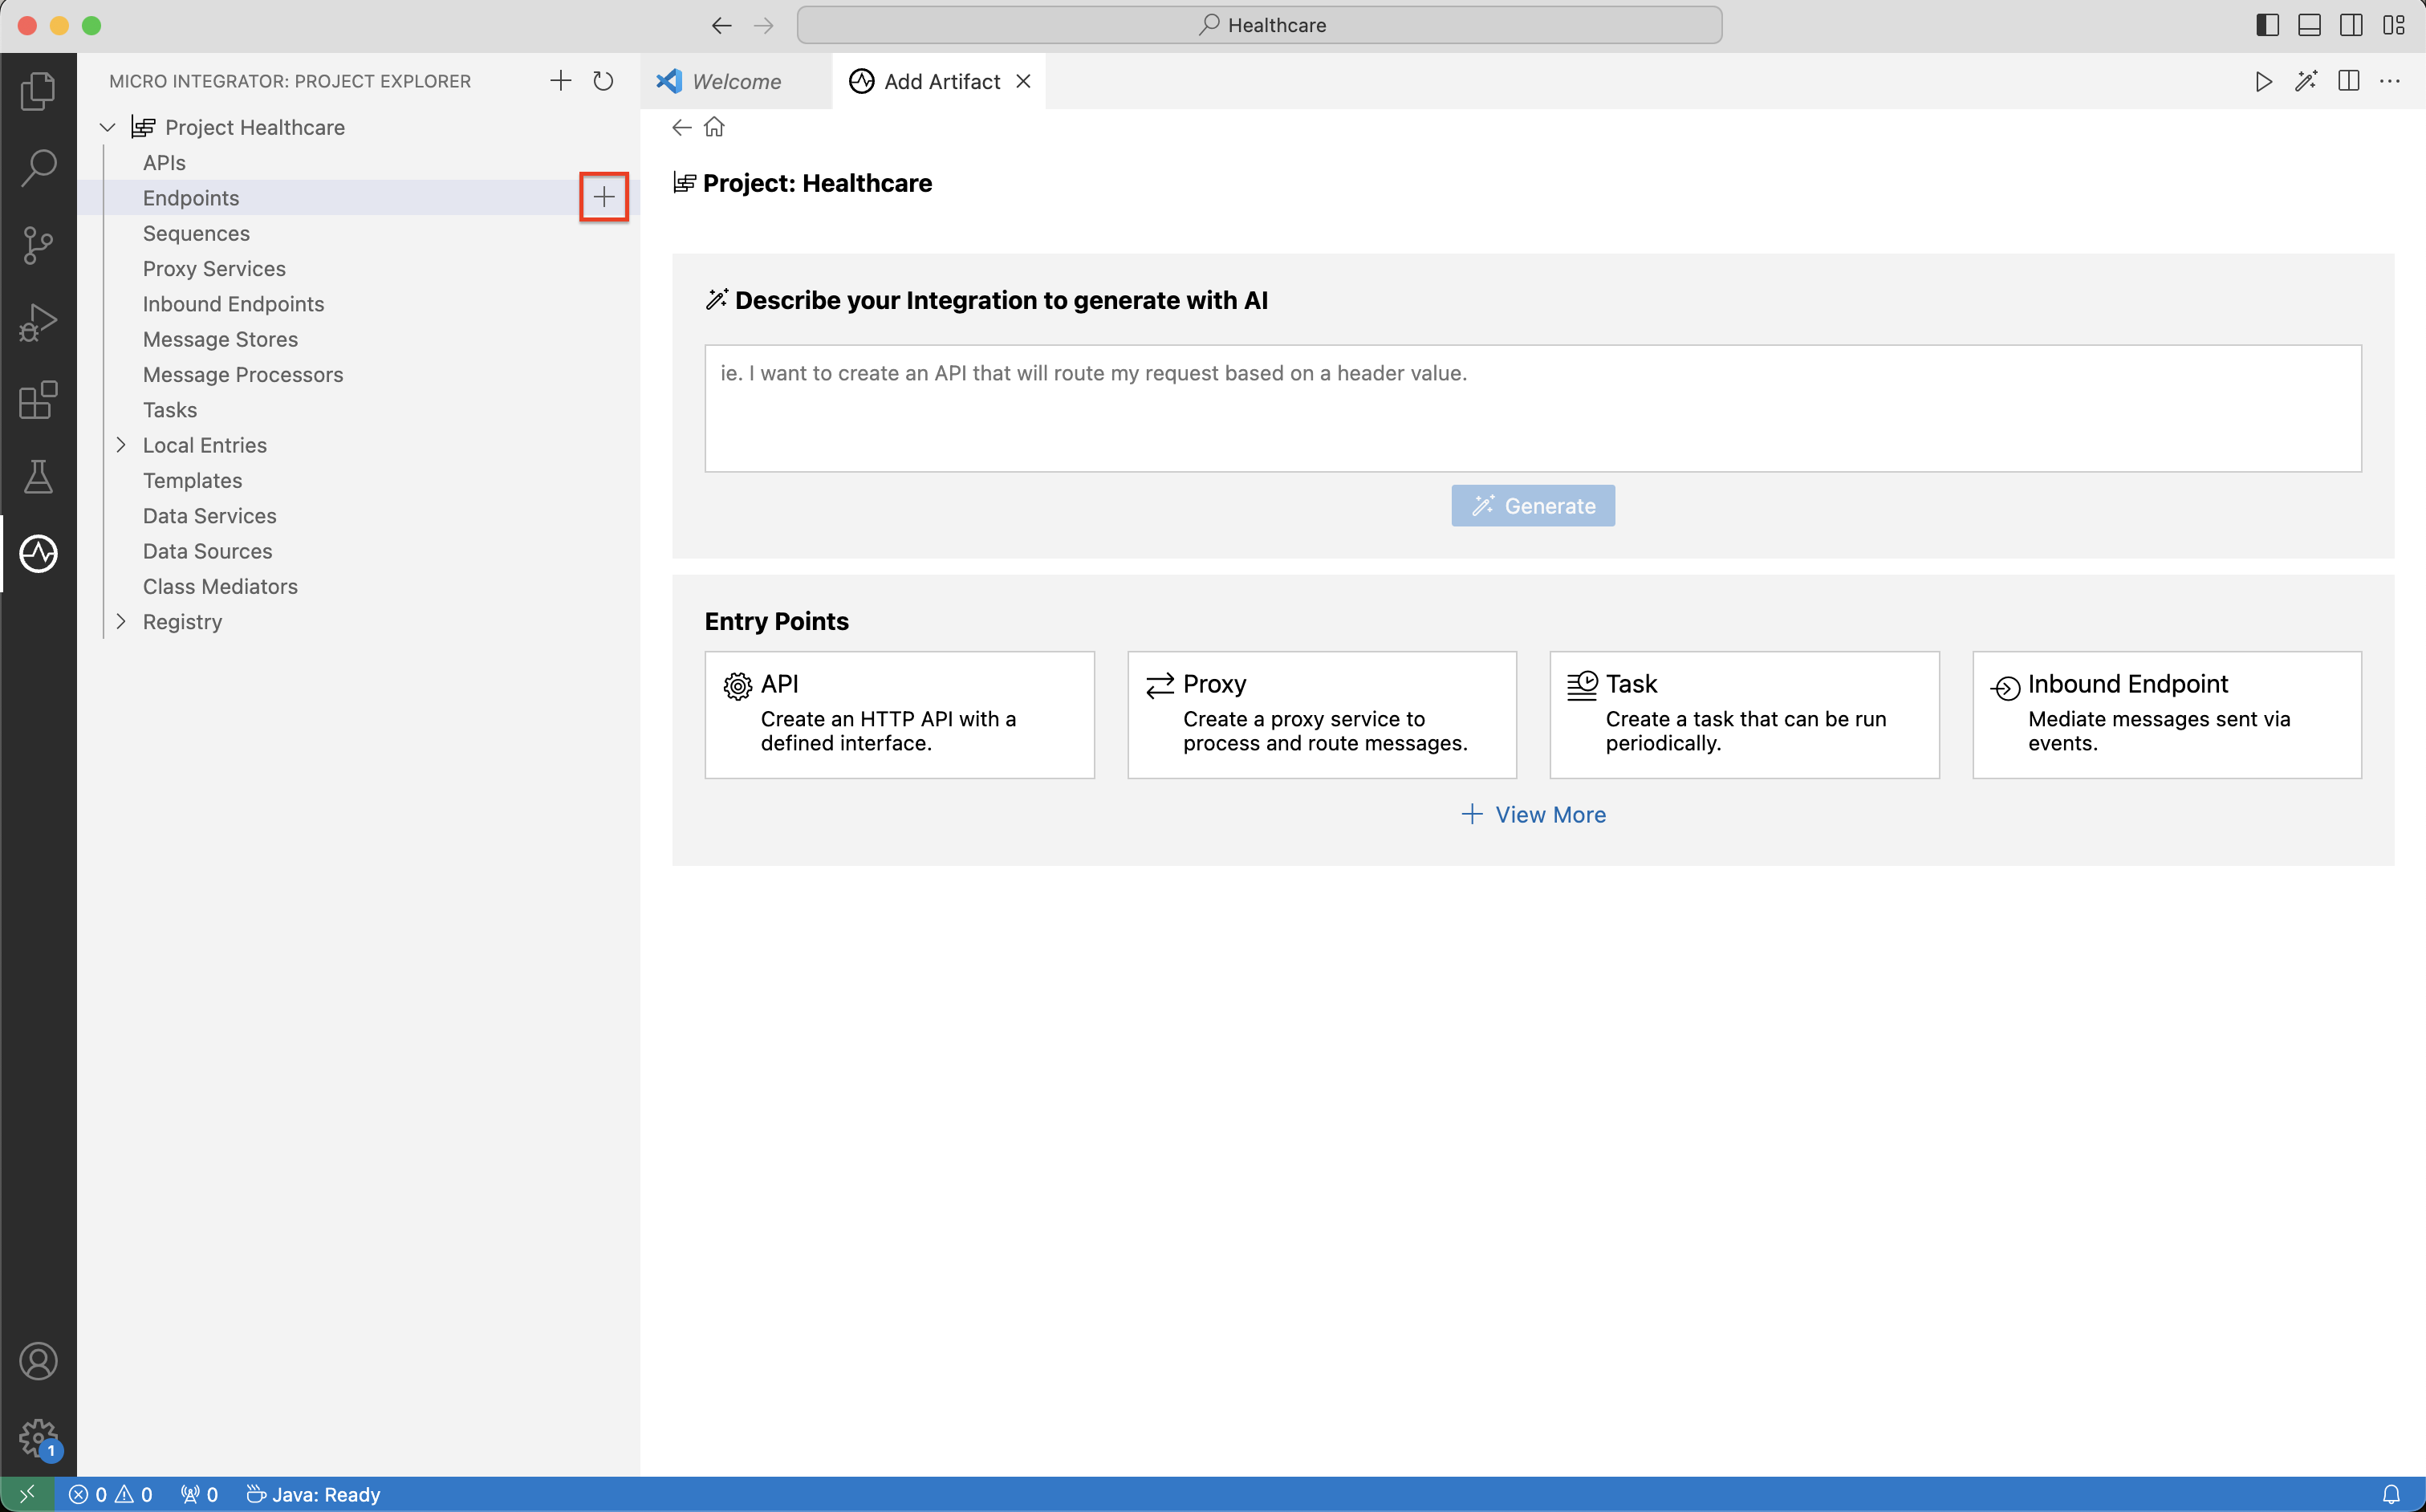 Healthcare
MICRO INTEGRATOR: PROJECT EXPLORER
Welcome
Add Artifact
Project Healthcare
APIs
Endpoints
Sequences
Proxy Services
Inbound Endpoints
Message Stores
Message Processors
Tasks
Local Entries
Templates
Data Services
Data Sources
Class Mediators
Registry
Project: Healthcare
Describe your Integration to generate with AI
ie. I want to create an API that will route my request based on a header value.
Generate
Entry Points
API
Create an HTTP API with a
defined interface.
Proxy
Create a proxy service to
process and route messages.
Task
Create a task that can be run
periodically.
Inbound Endpoint
Mediate messages sent via
events.
View More
1
0 0 0 Java: Ready